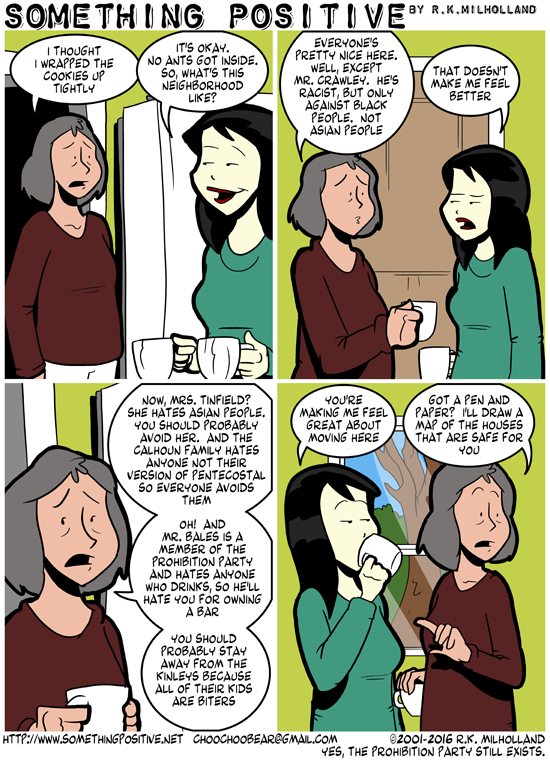 SOMETHING POSITIVE BY R.K.MILHOLLAND
I THOUGHT
I WRAPPED THE
COOKIES UP
TIGHTLY
IT'S OKAY.
NO ANTS GOT INSIDE.
SO, WHAT'S THIS
NEIGHBORHOOD
LIKE?
EVERYONE'S
PRETTY NICE HERE.
WELL, EXCEPT
MR. CRAWLEY. HE'S
RACIST, BUT ONLY
AGAINST BLACK
PEOPLE. NOT
ASIAN PEOPLE
THAT DOESN'T
MAKE ME FEEL
BETTER
NOW, MRS. TINFIELD?
SHE HATES ASIAN PEOPLE.
YOU SHOULD PROBABLY
AVOID HER. AND THE
CALHOUN FAMILY HATES
ANYONE NOT THEIR
VERSION OF PENTECOSTAL
SO EVERYONE AVOIDS
THEM
OH! AND
MR. BALES IS A
MEMBER OF THE
PROHIBITION PARTY
AND HATES ANYONE
WHO DRINKS, SO HE'LL
HATE YOU FOR OWNING
A BAR
YOU SHOULD
PROBABLY STAY
AWAY FROM THE
KINLEYS BECAUSE
ALL OF THEIR KIDS
ARE BITERS
YOU'RE
MAKING ME FEEL
GREAT ABOUT
MOVING HERE
GOT A PEN AND
PAPER? I'LL DRAW A
MAP OF THE HOUSES
THAT ARE SAFE FOR
YOU
HTTP://WWW.SOMETHINGPOSITIVE.NET CHOOCHOOBEAR@GMAIL.COM ©2001-2016 R.K. MILHOLLAND
YES, THE PROHIBITION PARTY STILL EXISTS.